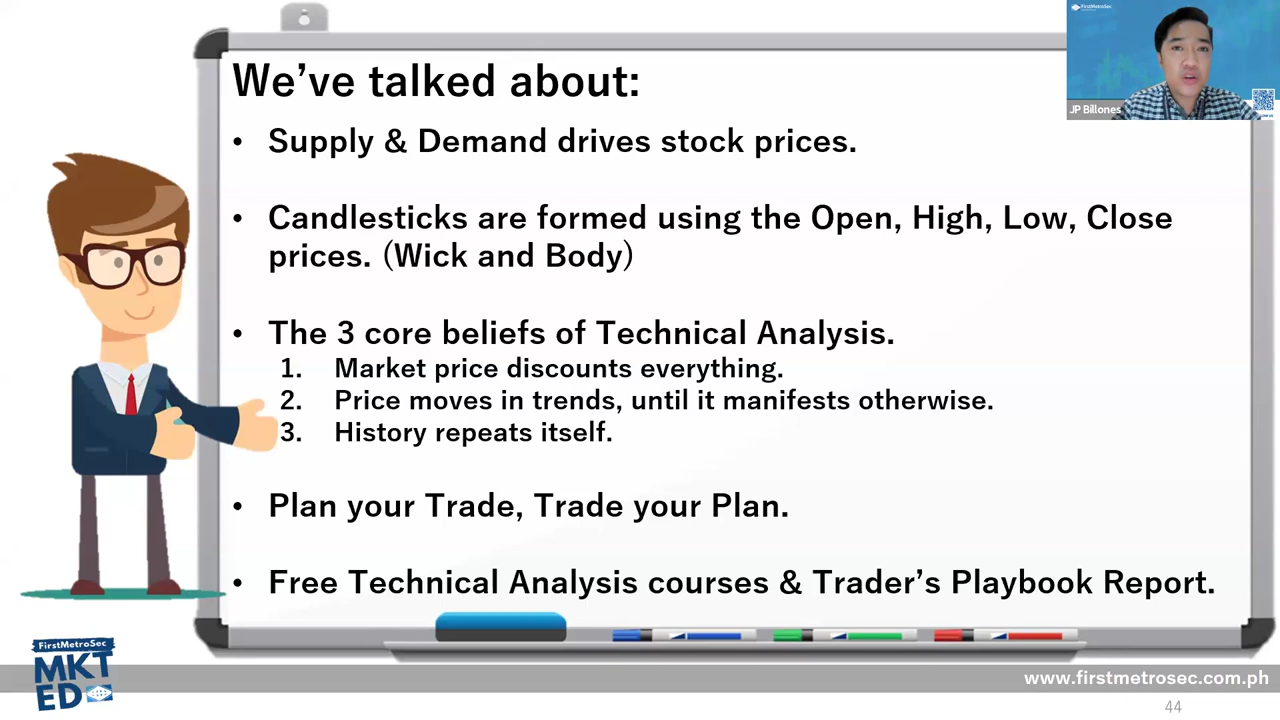 FirstMetroSec
JP Billones
We've talked about:
• Supply & Demand drives stock prices.
• Candlesticks are formed using the Open, High, Low, Close
prices. (Wick and Body)
• The 3 core beliefs of Technical Analysis.
1. Market price discounts everything.
2. Price moves in trends, until it manifests otherwise.
3. History repeats itself.
• Plan your Trade, Trade your Plan.
• Free Technical Analysis courses & Trader's Playbook Report.
FirstMetroSec
MKT
ED
www.firstmetrosec.com.ph
44